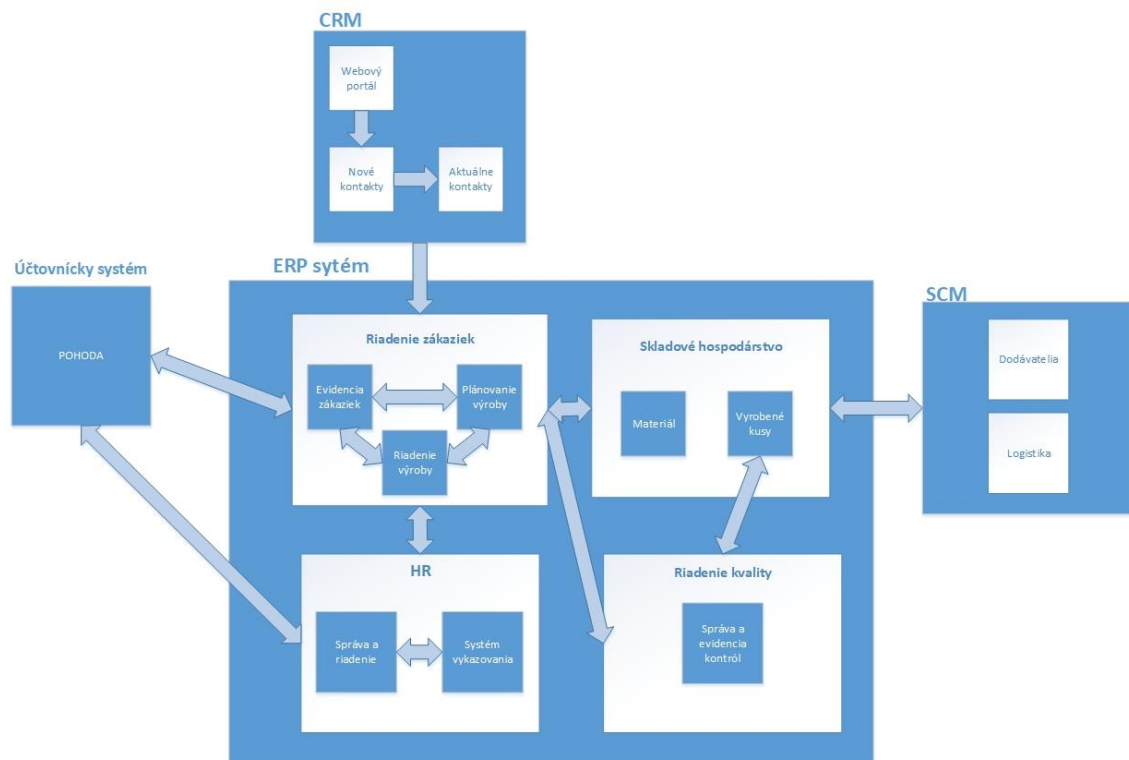 CRM
Webový
portál
Nové
kontakty
Aktuálne
kontakty
Účtovnícky systém
POHODA
ERP sytém
Riadenie zákaziek
Evidencia
zákaziek
Plánovanie
výroby
Riadenie
výroby
Skladové hospodárstvo
Materiál
Vyrobené
kusy
SCM
Dodávatelia
Logistika
HR
Správa a
riadenie
Systém
vykazovania
Riadenie kvality
Správa a
evidencia
kontról